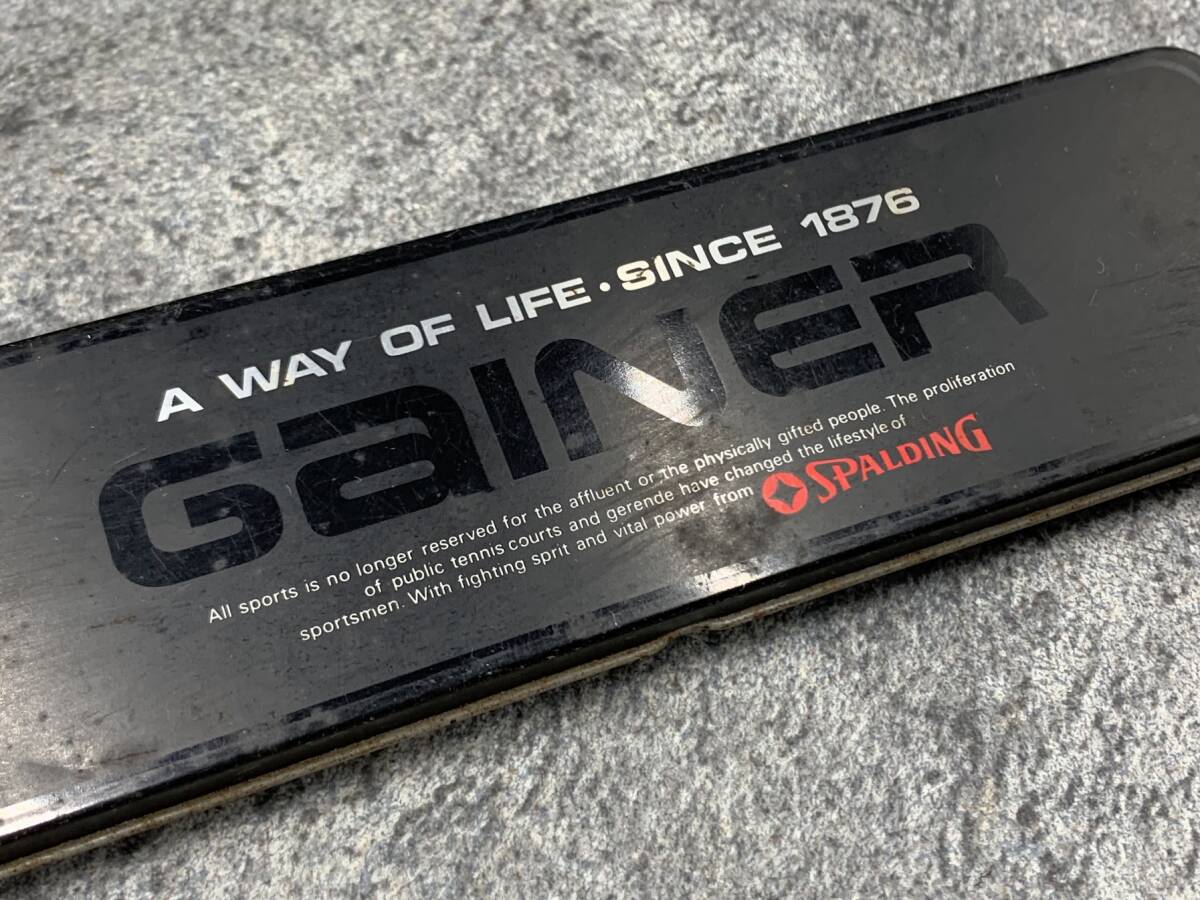 A WAY OF LIFE · SINCE 1876
GaINER
All sports is no longer reserved for the affluent or the physically gifted people. The proliferation
of public tennis courts and gerende have changed the lifestyle of
sportsmen. With fighting sprit and vital power from SPALDING